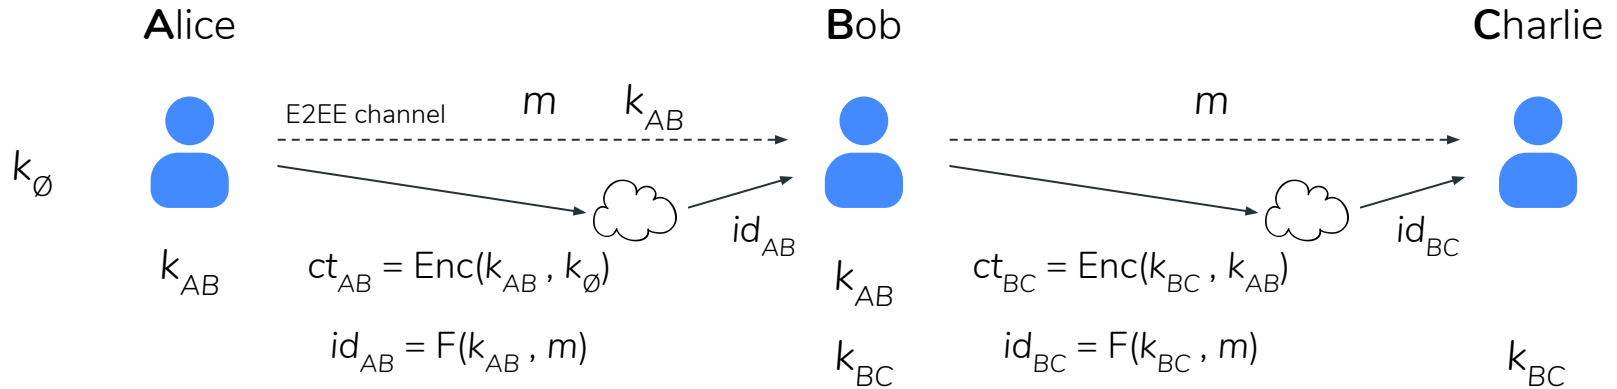 Alice
Bob
Charlie
E2EE channel
m
k_AB
m
k_Ø
id_AB
id_BC
k_AB
ct_AB = Enc(k_AB , k_Ø)
k_AB
ct_BC = Enc(k_BC , k_AB)
id_AB = F(k_AB , m)
k_BC
id_BC = F(k_BC , m)
k_BC